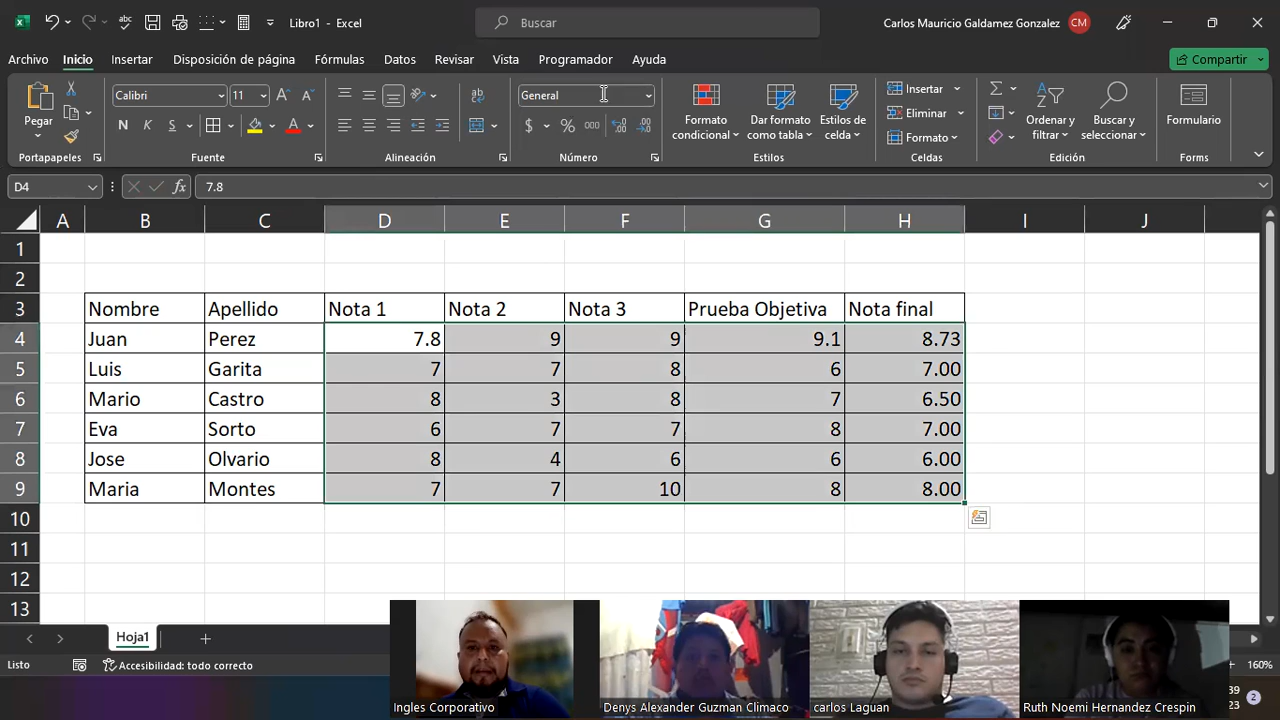 Libro1 - Excel
Buscar
Carlos Mauricio Galdamez Gonzalez
CM
Archivo Inicio Insertar Disposición de página Fórmulas Datos Revisar Vista Programador Ayuda
Compartir
Pegar
Portapapeles
Calibri 11
N K S
Fuente
Alineación
General
$ % 000
Número
Formato condicional
Dar formato como tabla
Estilos de celda
Estilos
Insertar
Eliminar
Formato
Celdas
Ordenar y filtrar
Buscar y seleccionar
Edición
Formulario
Forms
D4 fx 7.8
A B C D E F G H I J
1
2
3 Nombre Apellido Nota 1 Nota 2 Nota 3 Prueba Objetiva Nota final
4 Juan Perez 7.8 9 9 9.1 8.73
5 Luis Garita 7 7 8 6 7.00
6 Mario Castro 8 3 8 7 6.50
7 Eva Sorto 6 7 7 8 7.00
8 Jose Olvario 8 4 6 6 6.00
9 Maria Montes 7 7 10 8 8.00
10
11
12
13
Hoja1
Listo
Accesibilidad: todo correcto
160%
39
23
2
Ingles Corporativo
Denys Alexander Guzman Climaco
carlos Laguan
Ruth Noemi Hernandez Crespin